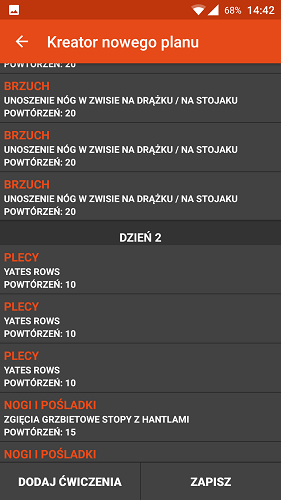 68% 14:42
Kreator nowego planu
POWTÓRZEŃ: 20
BRZUCH
UNOSZENIE NÓG W ZWISIE NA DRĄŻKU / NA STOJAKU
POWTÓRZEŃ: 20
BRZUCH
UNOSZENIE NÓG W ZWISIE NA DRĄŻKU / NA STOJAKU
POWTÓRZEŃ: 20
BRZUCH
UNOSZENIE NÓG W ZWISIE NA DRĄŻKU / NA STOJAKU
POWTÓRZEŃ: 20
DZIEŃ 2
PLECY
YATES ROWS
POWTÓRZEŃ: 10
PLECY
YATES ROWS
POWTÓRZEŃ: 10
PLECY
YATES ROWS
POWTÓRZEŃ: 10
NOGI I POŚLADKI
ZGIĘCIA GRZBIETOWE STOPY Z HANTLAMI
POWTÓRZEŃ: 15
NOGI I POŚLADKI
DODAJ ĆWICZENIA ZAPISZ